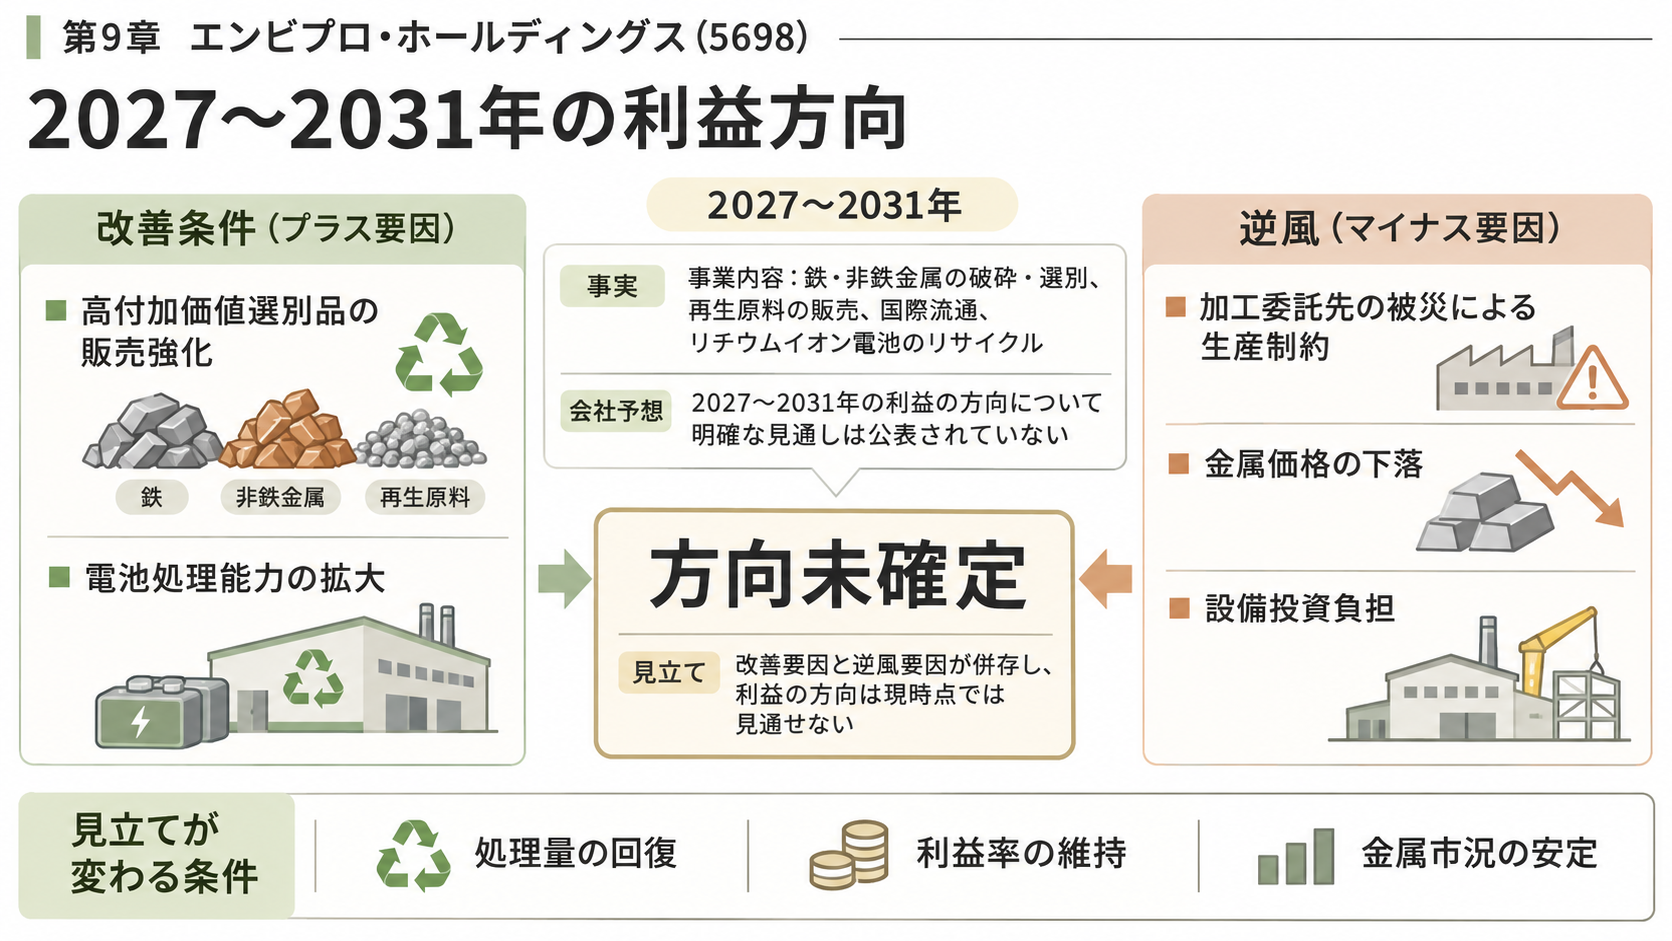 第9章 エンビプロ・ホールディングス（5698）
2027～2031年の利益方向
改善条件（プラス要因）
■ 高付加価値選別品の
販売強化
鉄 非鉄金属 再生原料
■ 電池処理能力の拡大
2027～2031年
事実
事業内容：鉄・非鉄金属の破砕・選別、
再生原料の販売、国際流通、
リチウムイオン電池のリサイクル
会社予想
2027～2031年の利益の方向について
明確な見通しは公表されていない
方向未確定
見立て
改善要因と逆風要因が併存し、
利益の方向は現時点では
見通せない
逆風（マイナス要因）
■ 加工委託先の被災による
生産制約
■ 金属価格の下落
■ 設備投資負担
見立てが
変わる条件
処理量の回復
利益率の維持
金属市況の安定